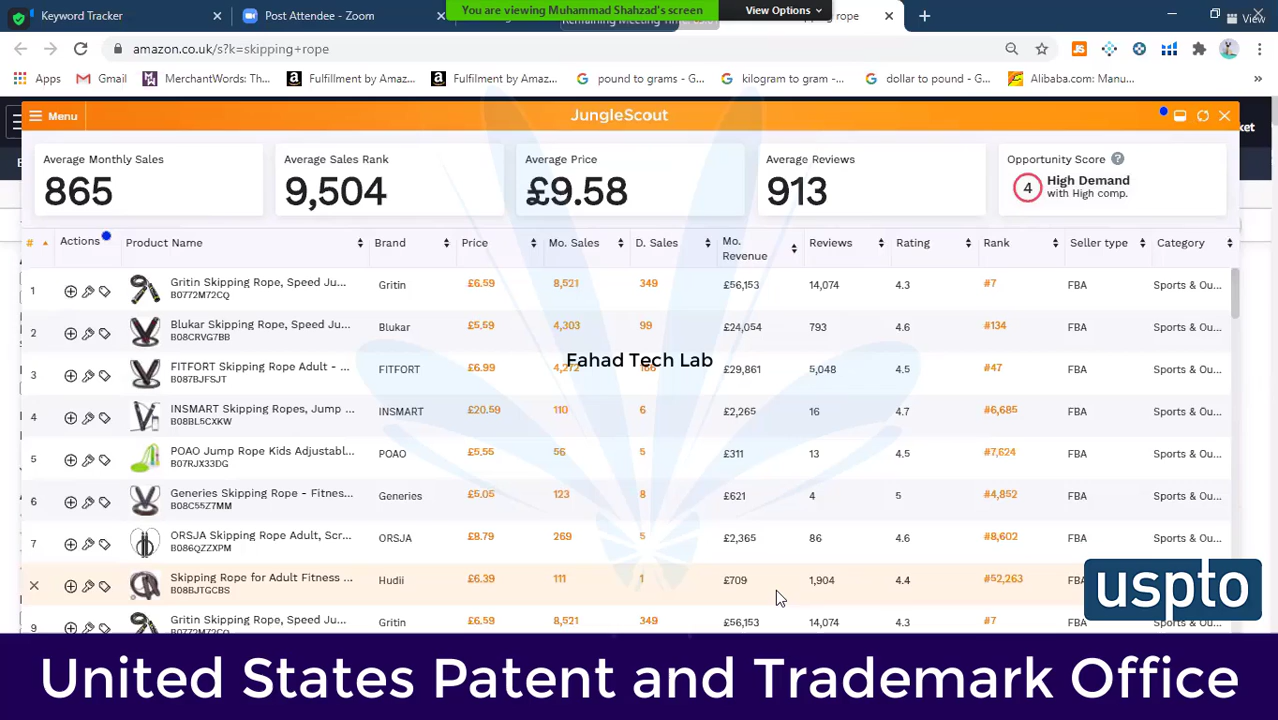 Keyword Tracker
Post Attendee - Zoom
You are viewing Muhammad Shahzad's screen
View Options
pping rope
View
amazon.co.uk/s?k=skipping+rope
Apps
Gmail
MerchantWords: Th...
Fulfillment by Amaz...
Fulfilment by Amaz...
pound to grams - G...
kilogram to gram - ...
dollar to pound - G...
Alibaba.com: Manu...
Menu
JungleScout
Average Monthly Sales
865
Average Sales Rank
9,504
Average Price
£9.58
Average Reviews
913
Opportunity Score
4 High Demand
with High comp.
# Actions Product Name Brand Price Mo. Sales D. Sales Mo. Revenue Reviews Rating Rank Seller type Category
1 Gritin Skipping Rope, Speed Ju... Gritin £6.59 8,521 349 £56,153 14,074 4.3 #7 FBA Sports & Ou...
B0772M72CQ
2 Blukar Skipping Rope, Speed Ju... Blukar £5.59 4,303 99 £24,054 793 4.6 #134 FBA Sports & Ou...
B08CRVG7BB
3 FITFORT Skipping Rope Adult - ... FITFORT £6.99 4,272 £29,861 5,048 4.5 #47 FBA Sports & Ou...
B087BJFSJT
Fahad Tech Lab
4 INSMART Skipping Ropes, Jump ... INSMART £20.59 110 6 £2,265 16 4.7 #6,685 FBA Sports & Ou...
B08BL5CXKW
5 POAO Jump Rope Kids Adjustabl... POAO £5.55 56 5 £311 13 4.5 #7,624 FBA Sports & Ou...
B07RJX33DG
6 Generies Skipping Rope - Fitnes... Generies £5.05 123 8 £621 4 5 #4,852 FBA Sports & Ou...
B08C55Z7MM
7 ORSJA Skipping Rope Adult, Scr... ORSJA £8.79 269 5 £2,365 86 4.6 #8,602 FBA Sports & Ou...
B086QZZXPM
Skipping Rope for Adult Fitness ... Hudii £6.39 111 1 £709 1,904 4.4 #52,263
B08BJTGCBS
9 Gritin Skipping Rope, Speed Ju... Gritin £6.59 8,521 349 £56,153 14,074 4.3 #7
uspto
United States Patent and Trademark Office